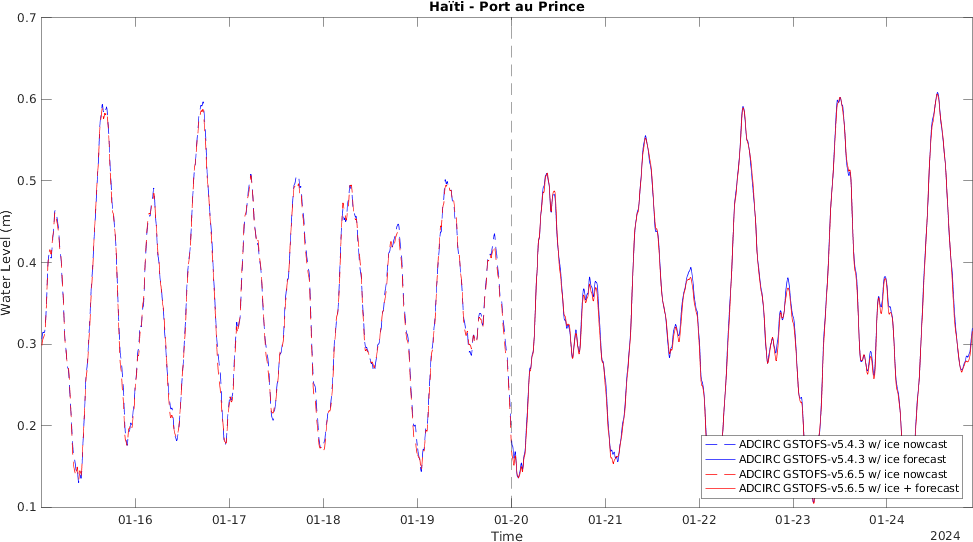 Haïti - Port au Prince
0.7
0.6
0.5
0.4
0.3
0.2
0.1
Water Level (m)
ADCIRC GSTOFS-v5.4.3 w/ ice nowcast
ADCIRC GSTOFS-v5.4.3 w/ ice forecast
ADCIRC GSTOFS-v5.6.5 w/ ice nowcast
ADCIRC GSTOFS-v5.6.5 w/ ice + forecast
01-16 01-17 01-18 01-19 01-20 01-21 01-22 01-23 01-24
Time
2024